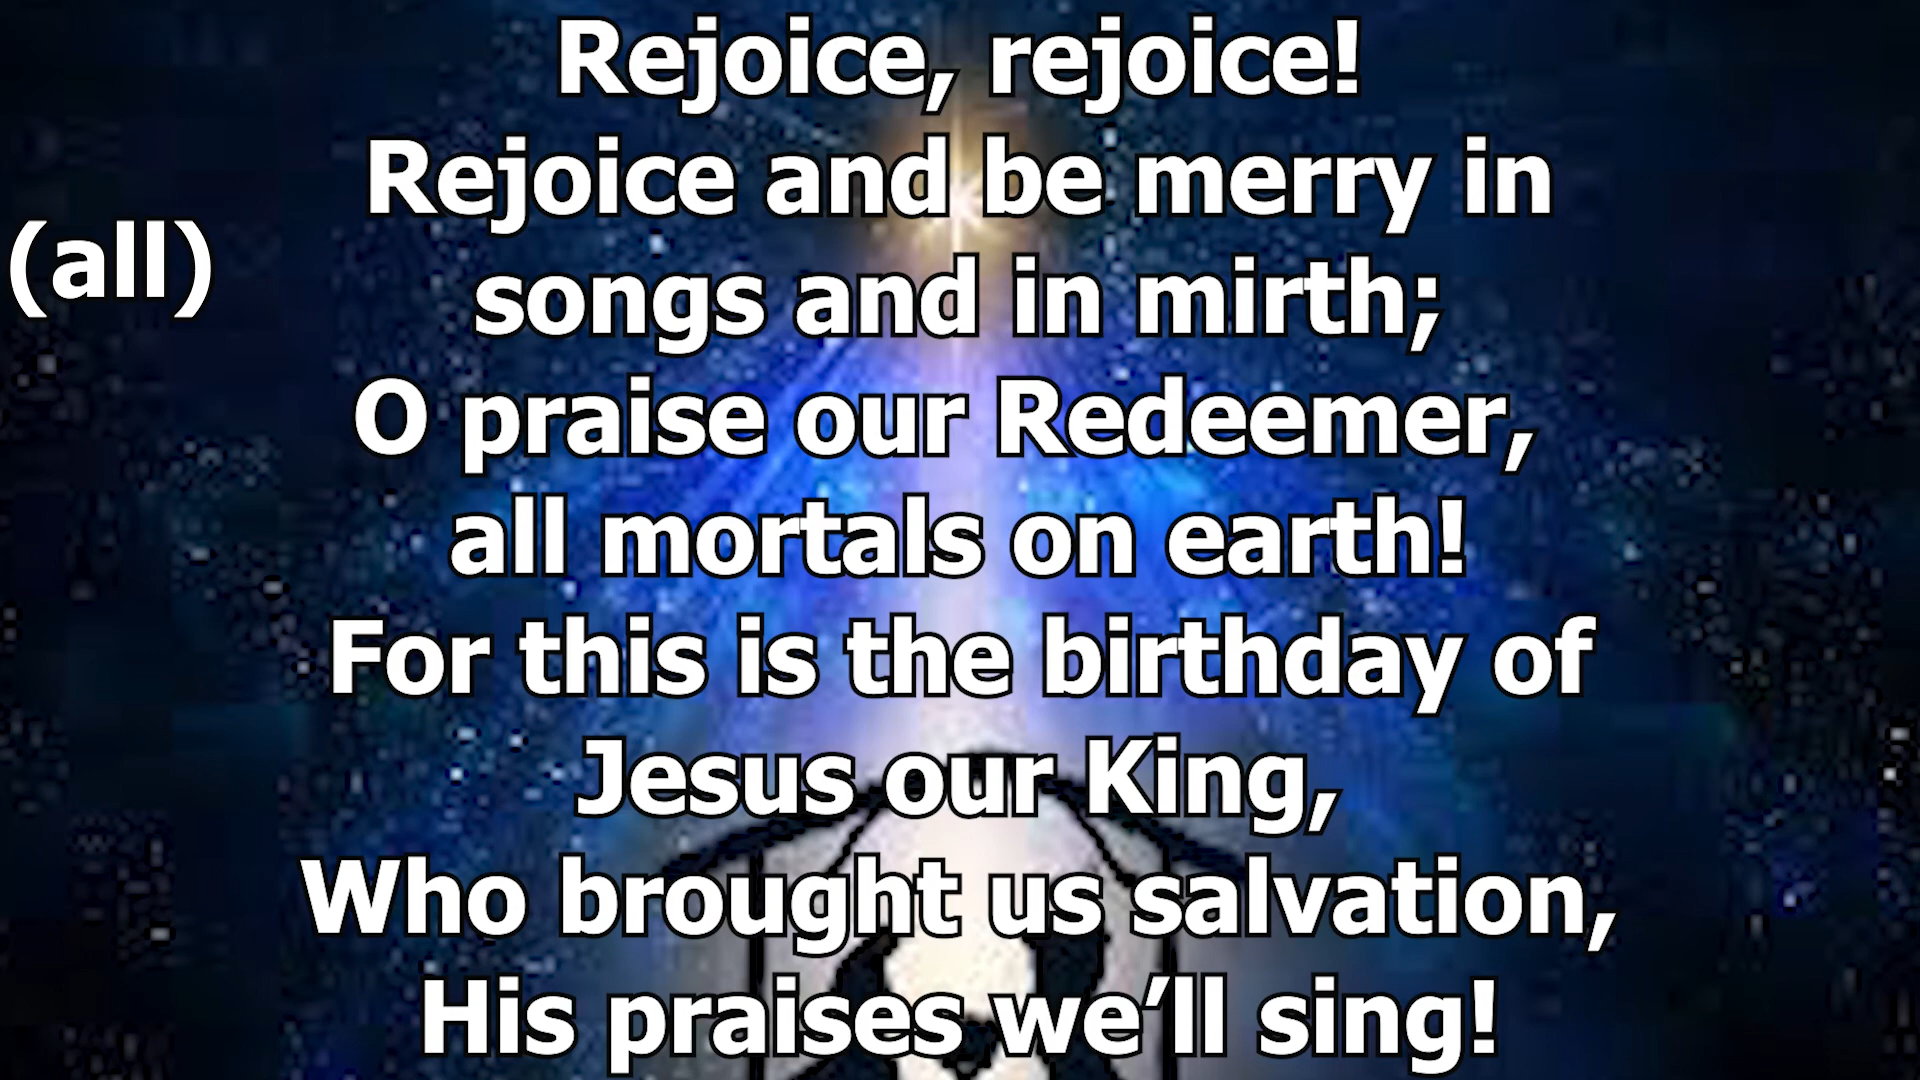 Rejoice, rejoice!
Rejoice and be merry in
(all)
songs and in mirth;
O praise our Redeemer,
all mortals on earth!
For this is the birthday of
Jesus our King,
Who brought us salvation,
His praises we’ll sing!